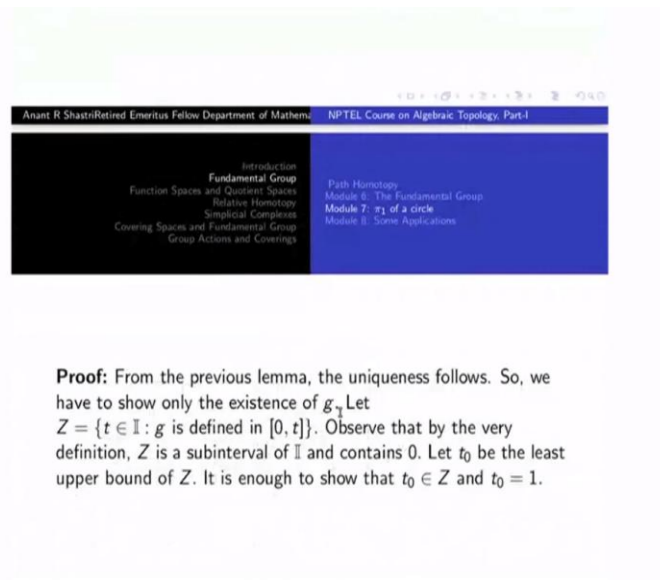 Anant R ShastriRetired Emeritus Fellow Department of Mathema
NPTEL Course on Algebraic Topology, Part-I
Introduction
Fundamental Group
Function Spaces and Quotient Spaces
Relative Homotopy
Simplicial Complexes
Covering Spaces and Fundamental Group
Group Actions and Coverings
Path Homotopy
Module 6: The Fundamental Group
Module 7: π₁ of a circle
Module 8: Some Applications
Proof: From the previous lemma, the uniqueness follows. So, we
have to show only the existence of g. Let
Z = {t ∈ 𝕀 : g is defined in [0, t]}. Observe that by the very
definition, Z is a subinterval of 𝕀 and contains 0. Let t₀ be the least
upper bound of Z. It is enough to show that t₀ ∈ Z and t₀ = 1.